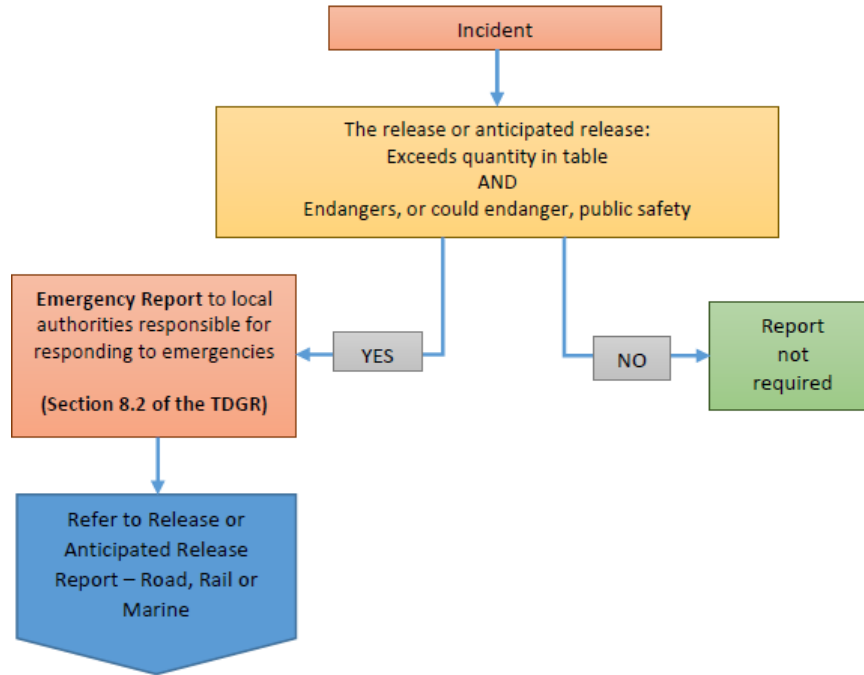 Incident
The release or anticipated release:
Exceeds quantity in table
AND
Endangers, or could endanger, public safety
Emergency Report to local
authorities responsible for
responding to emergencies
(Section 8.2 of the TDGR)
YES
NO
Report
not
required
Refer to Release or
Anticipated Release
Report – Road, Rail or
Marine